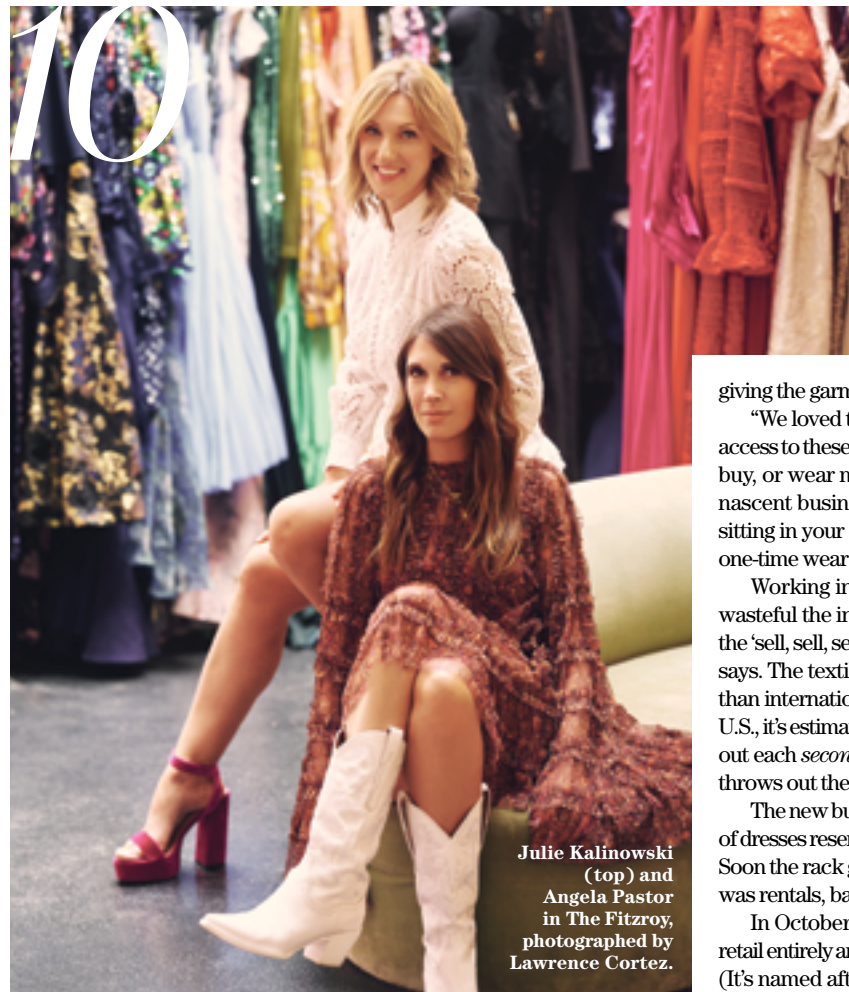 10
giving the garm
“We loved t
access to these
buy, or wear n
nascent busin
sitting in your
one-time wear
Working in
wasteful the in
the ‘sell, sell, se
says. The texti
than internatio
U.S., it’s estima
out each secon
throws out the
The new bu
of dresses reser
Soon the rack g
was rentals, ba
In October
retail entirely an
(It’s named aft
Julie Kalinowski
(top) and
Angela Pastor
in The Fitzroy,
photographed by
Lawrence Cortez.